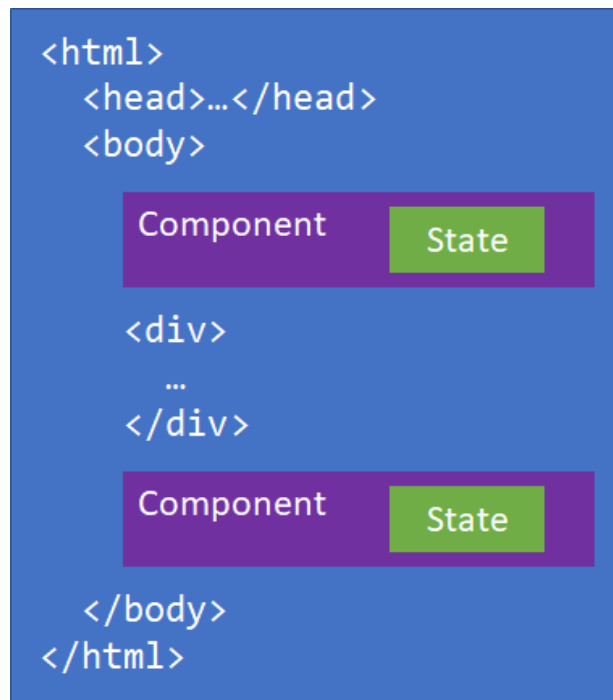 <html>
<head>…</head>
<body>
Component State
<div>
…
</div>
Component State
</body>
</html>